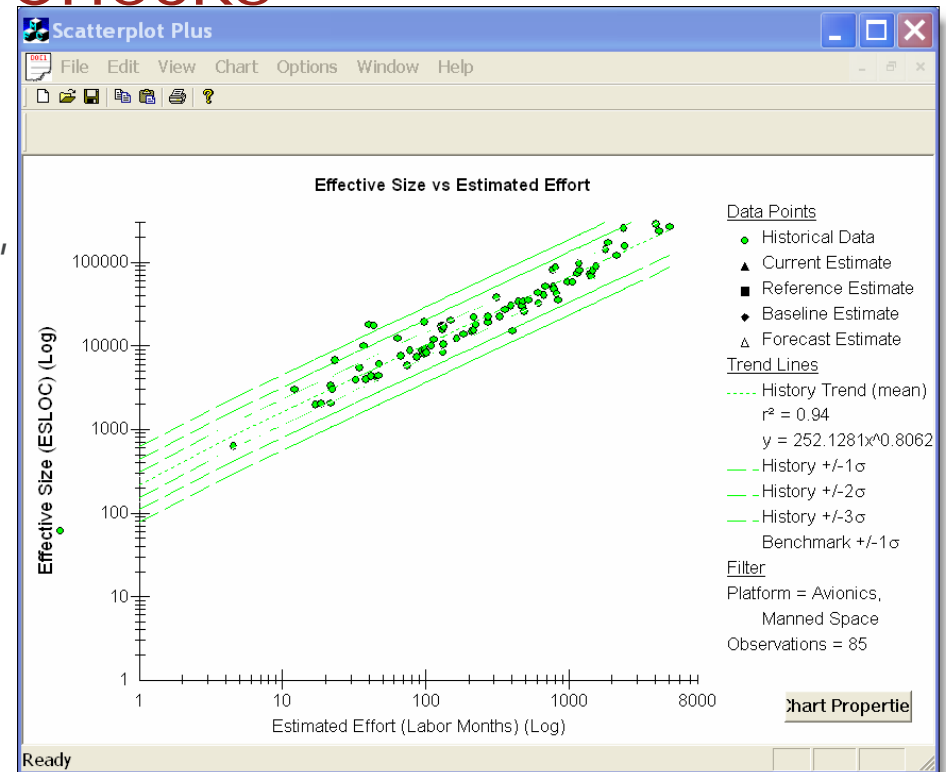 Scatterplot Plus
File Edit View Chart Options Window Help
Effective Size vs Estimated Effort
Effective Size (ESLOC) (Log)
100000
10000
1000
100
10
1
1 10 100 1000 8000
Estimated Effort (Labor Months) (Log)
Data Points
Historical Data
Current Estimate
Reference Estimate
Baseline Estimate
Forecast Estimate
Trend Lines
History Trend (mean)
r² = 0.94
y = 252.1281x^0.8062
History +/-1σ
History +/-2σ
History +/-3σ
Benchmark +/-1σ
Filter
Platform = Avionics,
Manned Space
Observations = 85
Chart Propertie
Ready